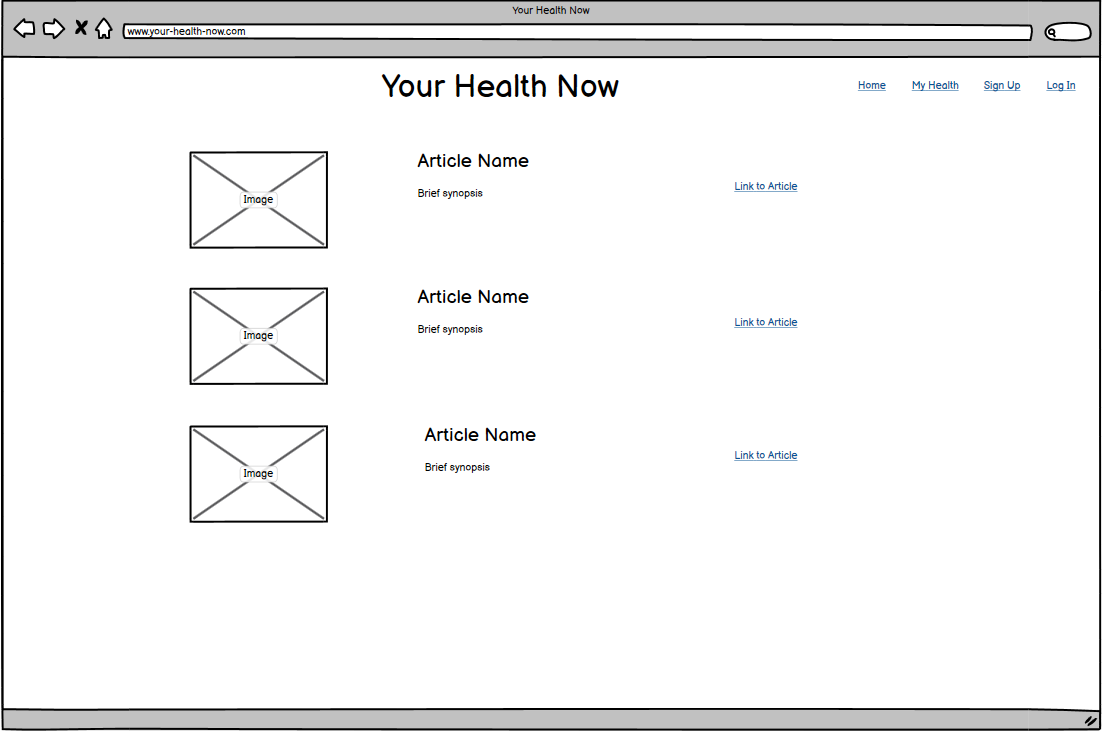 Your Health Now
www.your-health-now.com
Your Health Now
Home My Health Sign Up Log In
Image
Article Name
Brief synopsis
Link to Article
Image
Article Name
Brief synopsis
Link to Article
Image
Article Name
Brief synopsis
Link to Article